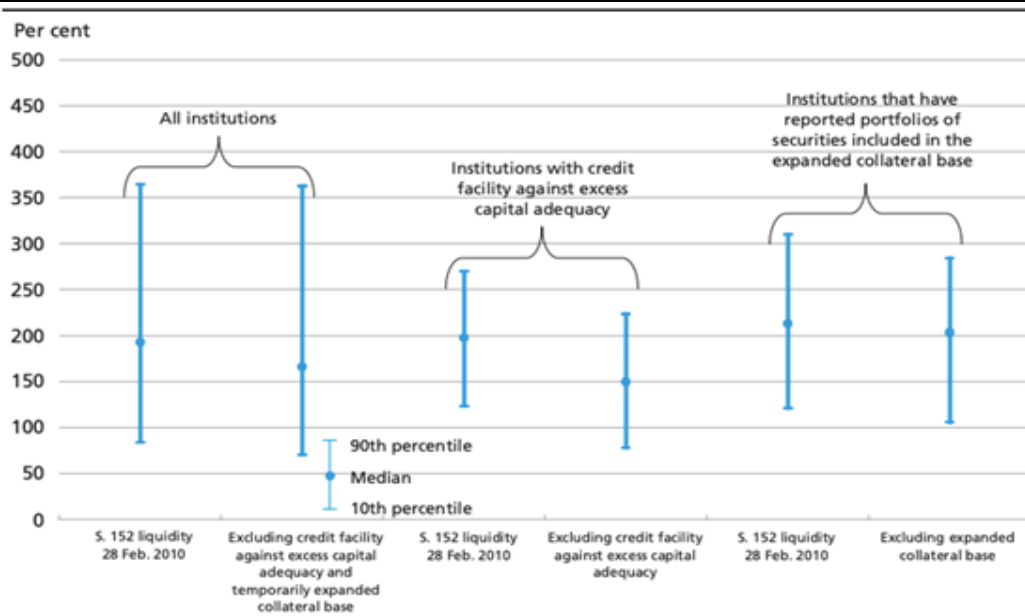 Per cent
500
450
400
350
300
250
200
150
100
50
0
All institutions
Institutions with credit
facility against excess
capital adequacy
Institutions that have
reported portfolios of
securities included in the
expanded collateral base
90th percentile
Median
10th percentile
S. 152 liquidity
28 Feb. 2010
Excluding credit facility
against excess capital
adequacy and
temporarily expanded
collateral base
S. 152 liquidity
28 Feb. 2010
Excluding credit facility
against excess capital
adequacy
S. 152 liquidity
28 Feb. 2010
Excluding expanded
collateral base